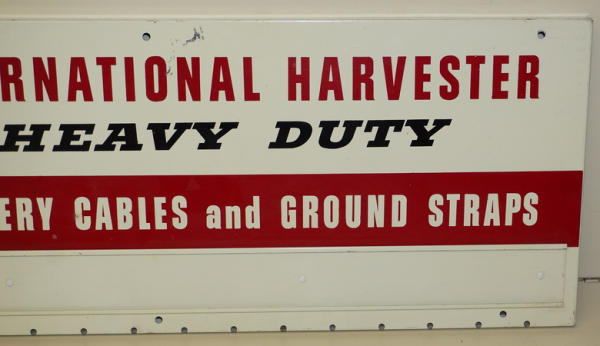 RNATIONAL HARVESTER
HEAVY DUTY
ERY CABLES and GROUND STRAPS